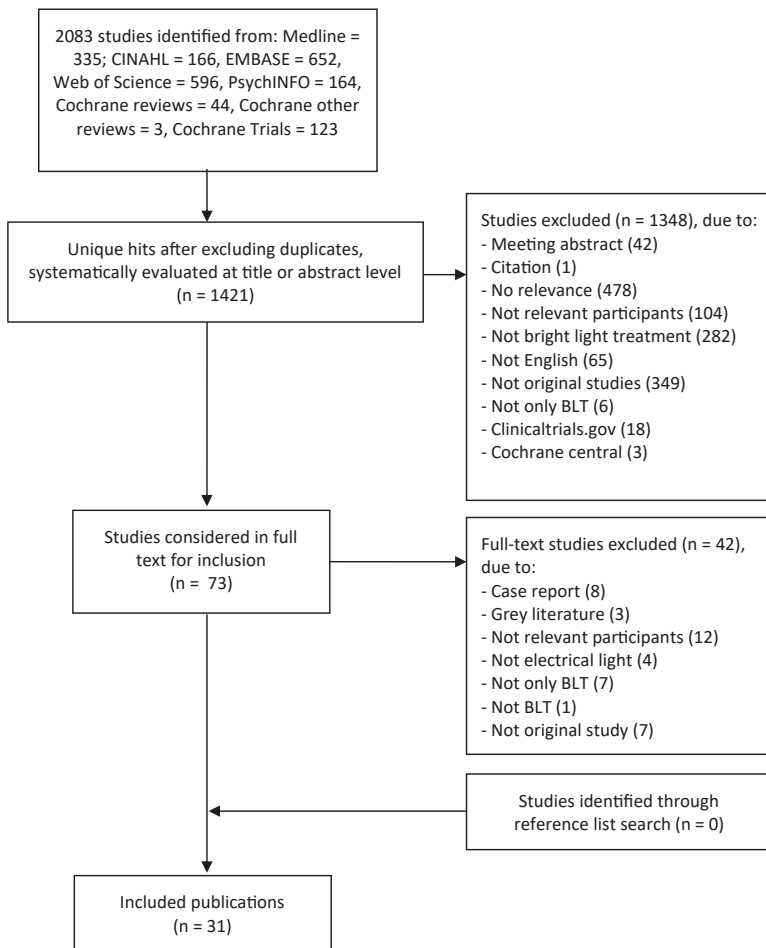 2083 studies identified from: Medline =
335; CINAHL = 166, EMBASE = 652,
Web of Science = 596, PsychINFO = 164,
Cochrane reviews = 44, Cochrane other
reviews = 3, Cochrane Trials = 123
Unique hits after excluding duplicates,
systematically evaluated at title or abstract level
(n = 1421)
Studies excluded (n = 1348), due to:
- Meeting abstract (42)
- Citation (1)
- No relevance (478)
- Not relevant participants (104)
- Not bright light treatment (282)
- Not English (65)
- Not original studies (349)
- Not only BLT (6)
- Clinicaltrials.gov (18)
- Cochrane central (3)
Studies considered in full
text for inclusion
(n = 73)
Full-text studies excluded (n = 42),
due to:
- Case report (8)
- Grey literature (3)
- Not relevant participants (12)
- Not electrical light (4)
- Not only BLT (7)
- Not BLT (1)
- Not original study (7)
Studies identified through
reference list search (n = 0)
Included publications
(n = 31)